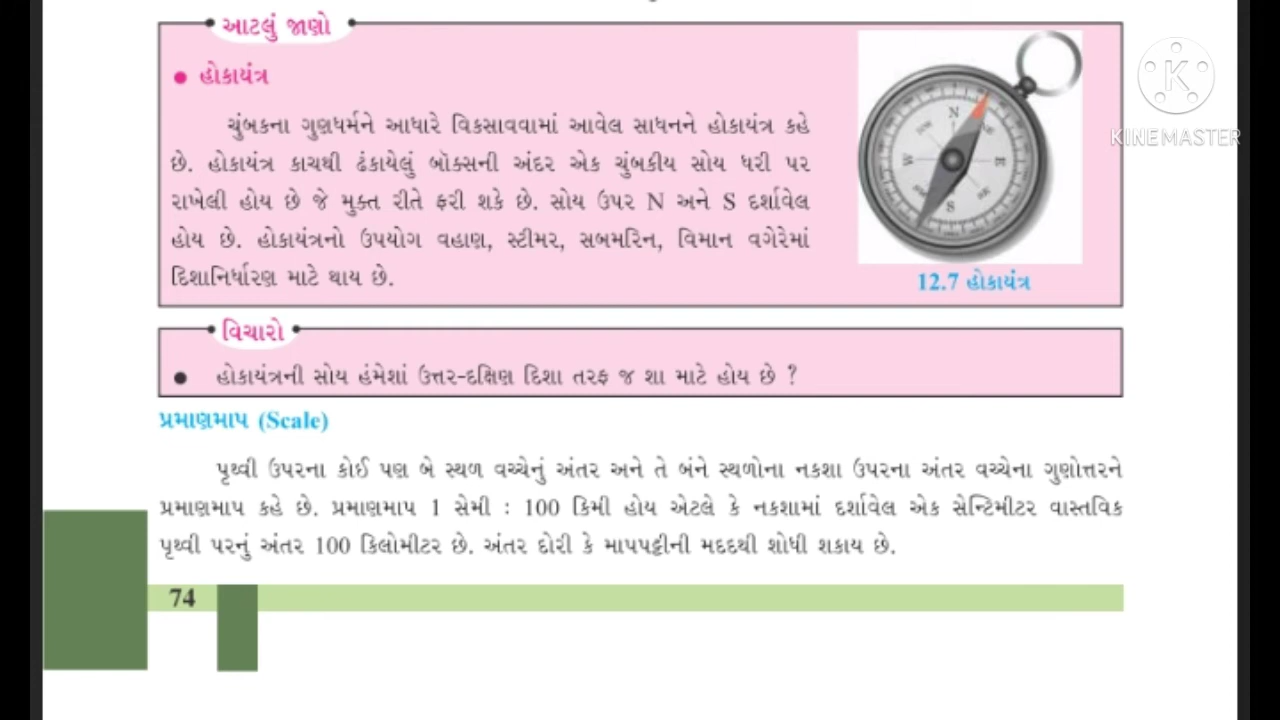 આટલું જાણો
• હોકાયંત્ર
ચુંબકના ગુણધર્મને આધારે વિકસાવવામાં આવેલ સાધનને હોકાયંત્ર કહે
છે. હોકાયંત્ર કાચથી ઢંકાયેલું બૉક્સની અંદર એક ચુંબકીય સોય ધરી પર
રાખેલી હોય છે જે મુક્ત રીતે ફરી શકે છે. સોય ઉપર N અને S દર્શાવેલ
હોય છે. હોકાયંત્રનો ઉપયોગ વહાણ, સ્ટીમર, સબમરિન, વિમાન વગેરેમાં
દિશાનિર્ધારણ માટે થાય છે.
N
NE
E
SE
S
W
12.7 હોકાયંત્ર
KINEMASTER
વિચારો
• હોકાયંત્રની સોય હંમેશાં ઉત્તર-દક્ષિણ દિશા તરફ જ શા માટે હોય છે ?
પ્રમાણમાપ (Scale)
પૃથ્વી ઉપરના કોઈ પણ બે સ્થળ વચ્ચેનું અંતર અને તે બંને સ્થળોના નકશા ઉપરના અંતર વચ્ચેના ગુણોત્તરને
પ્રમાણમાપ કહે છે. પ્રમાણમાપ 1 સેમી : 100 કિમી હોય એટલે કે નકશામાં દર્શાવેલ એક સેન્ટિમીટર વાસ્તવિક
પૃથ્વી પરનું અંતર 100 કિલોમીટર છે. અંતર દોરી કે માપપટ્ટીની મદદથી શોધી શકાય છે.
74